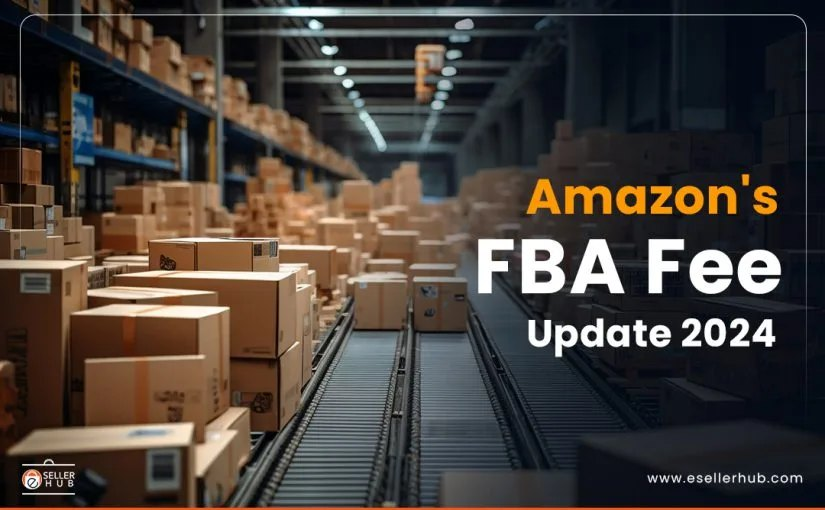 Amazon's
FBA Fee
Update 2024
SELLER
HUB
www.esellerhub.com